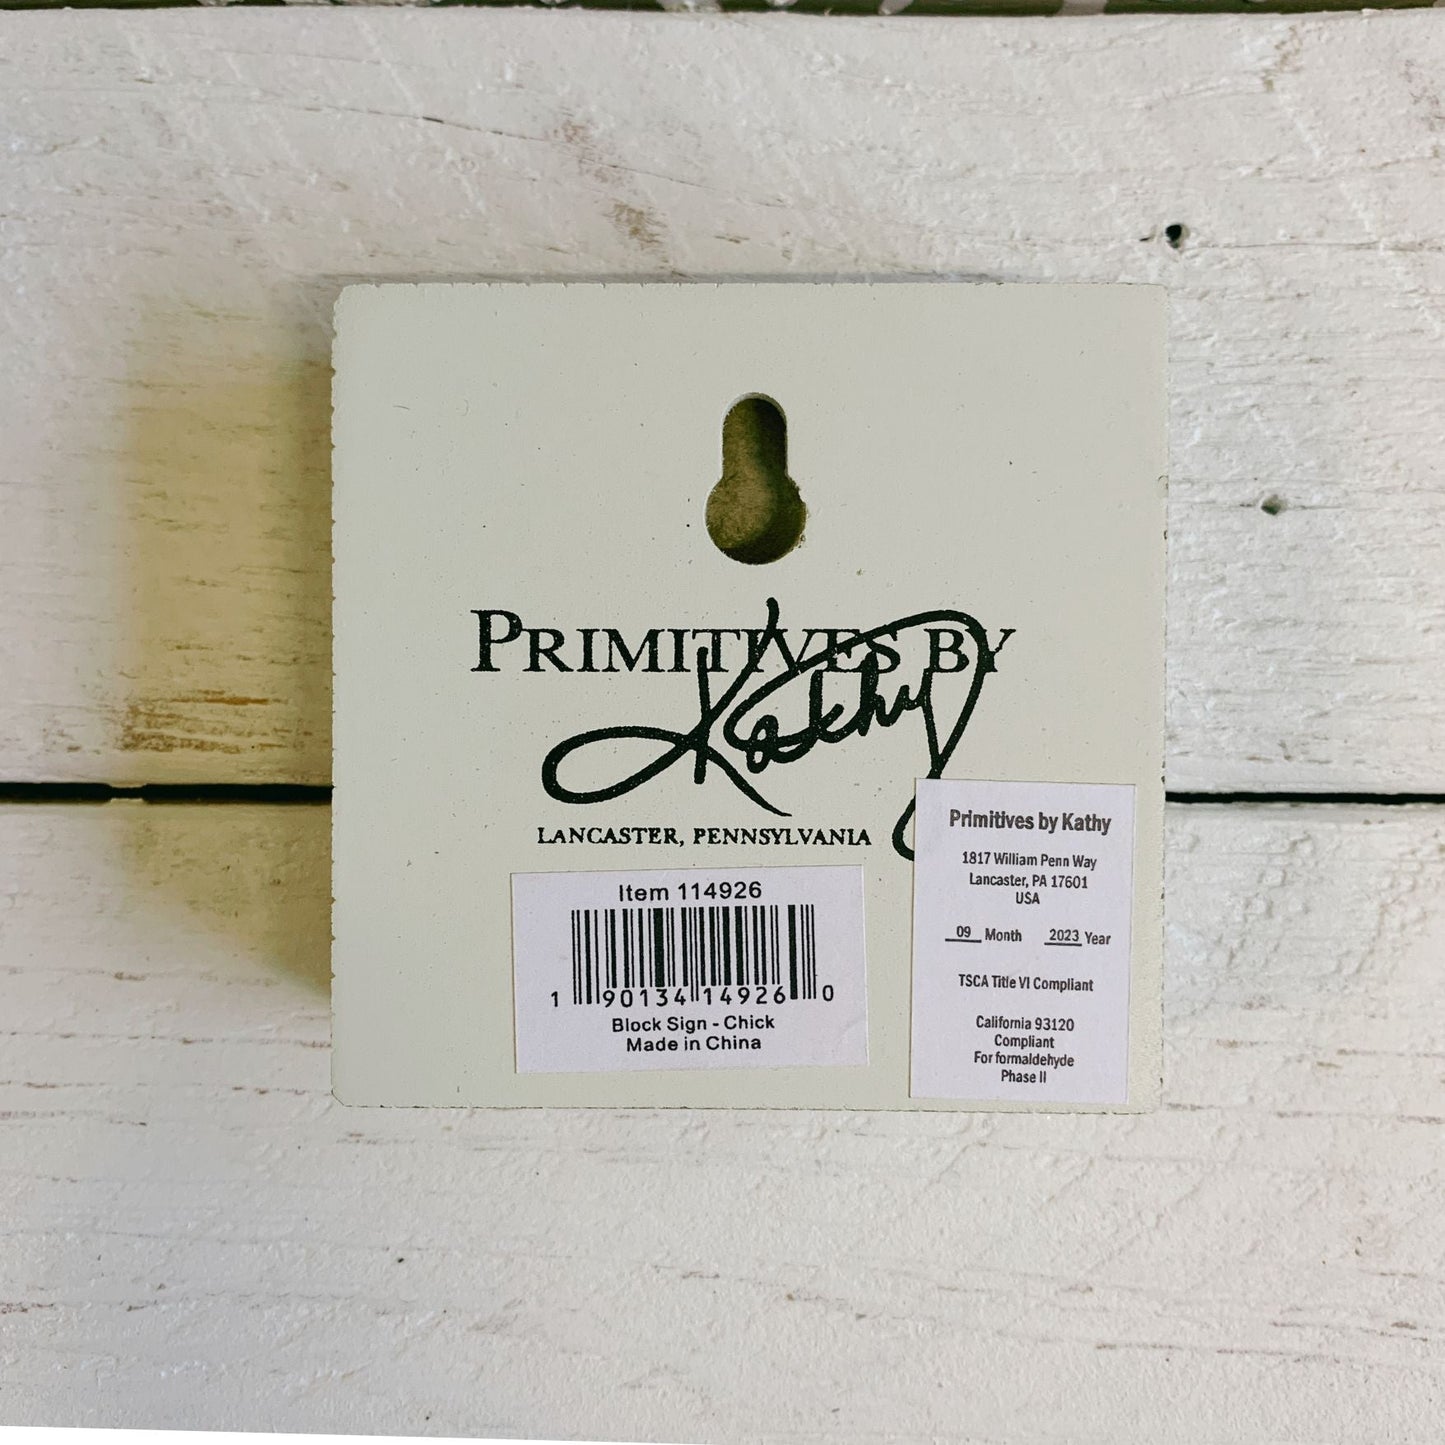 PRIMITIVES BY
Kathy
LANCASTER, PENNSYLVANIA
Item 114926
1 90134 14926 0
Block Sign - Chick
Made in China
Primitives by Kathy
1817 William Penn Way
Lancaster, PA 17601
USA
09 Month 2023 Year
TSCA Title VI Compliant
California 93120
Compliant
For formaldehyde
Phase II